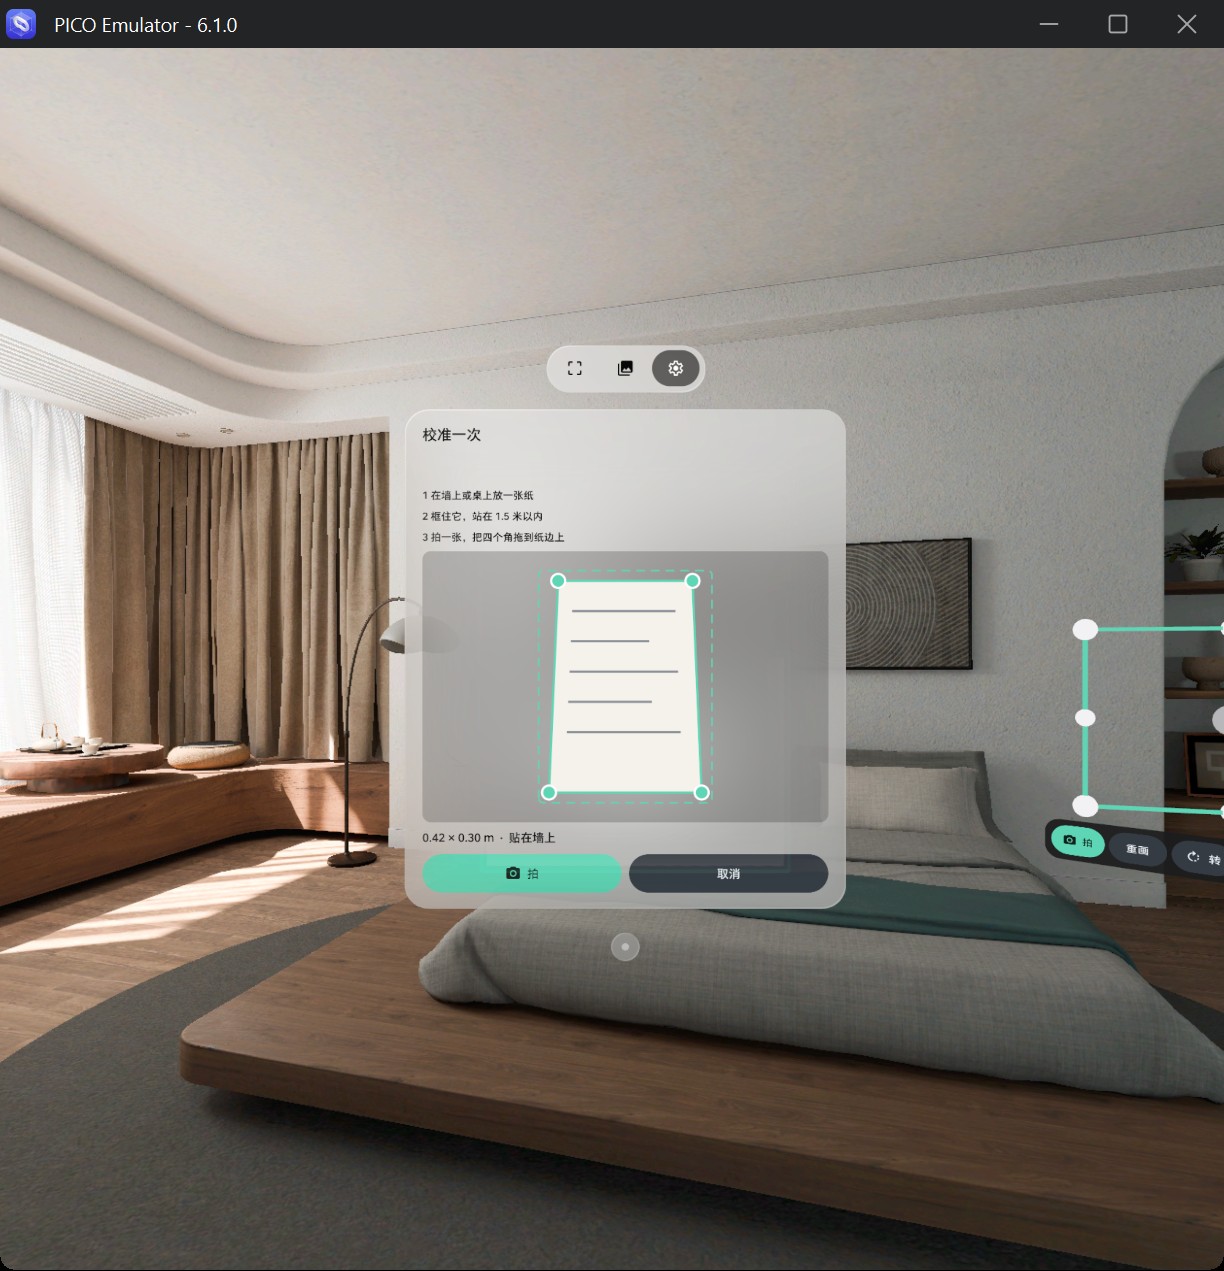 PICO Emulator - 6.1.0
校准一次
1 在墙上或桌上放一张纸
2 框住它，站在 1.5 米以内
3 拍一张，把四个角拖到纸边上
0.42 × 0.30 m · 贴在墙上
拍
取消
拍
重画
转